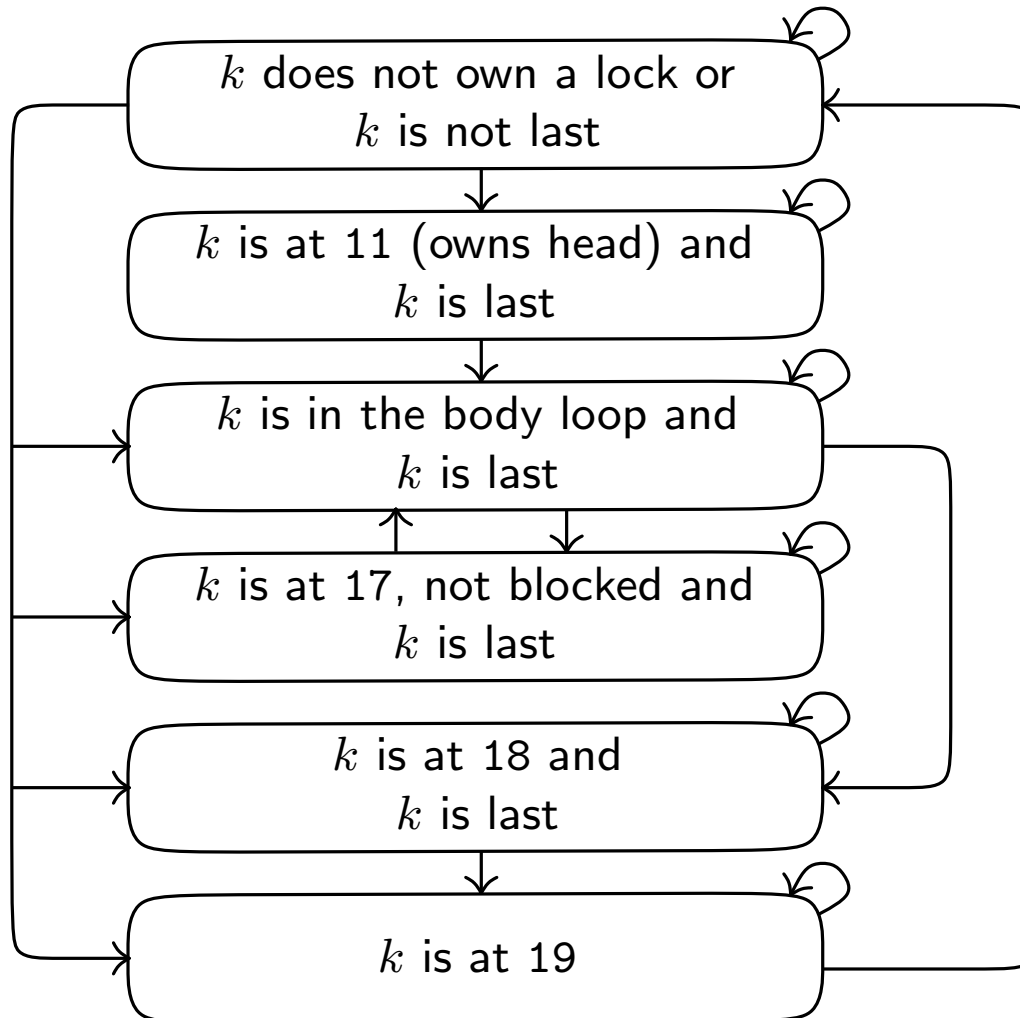 k does not own a lock or
k is not last
k is at 11 (owns head) and
k is last
k is in the body loop and
k is last
k is at 17, not blocked and
k is last
k is at 18 and
k is last
k is at 19